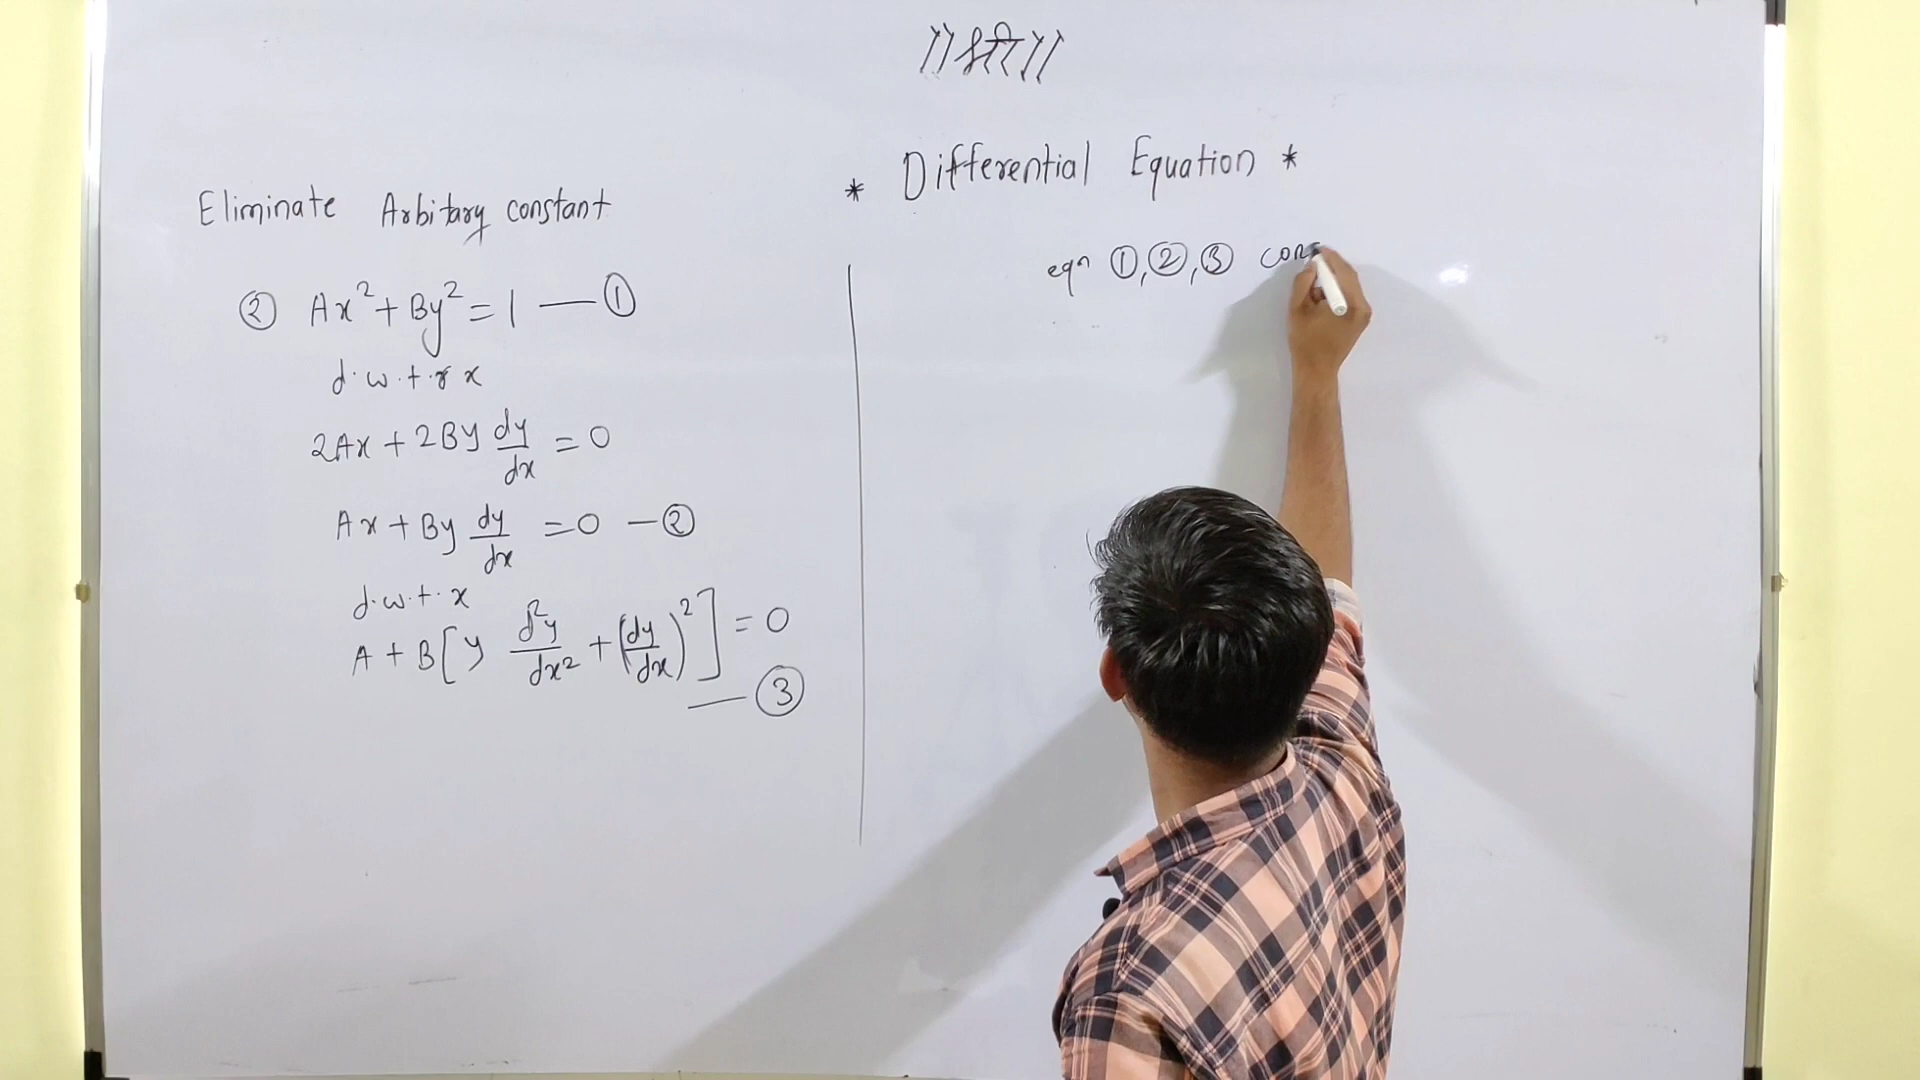 ॥ श्री ॥
* Differential Equation *
Eliminate Arbitary constant
② Ax² + By² = 1 — ①
d.w.t.r x
2Ax + 2By dy/dx = 0
Ax + By dy/dx = 0 — ②
d.w.t. x
A + B[y d²y/dx² + (dy/dx)²] = 0
— ③
eqn ①, ②, ③ cons